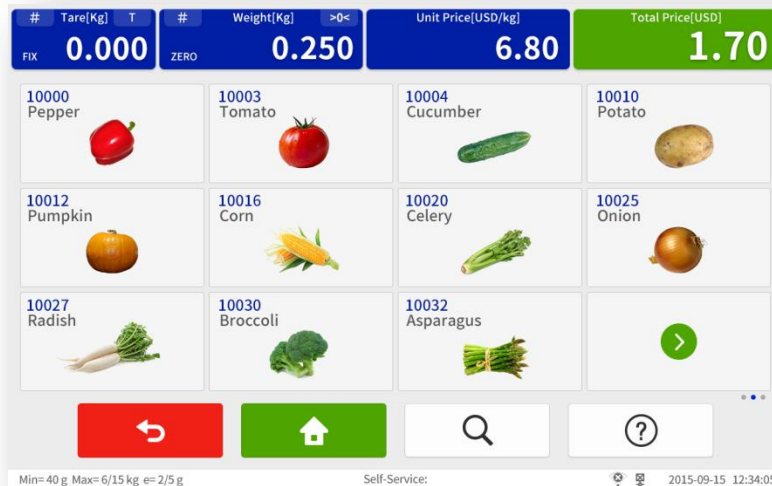 # Tare[Kg] T
FIX 0.000
# Weight[Kg] >0<
ZERO 0.250
Unit Price[USD/kg]
6.80
Total Price[USD]
1.70
10000
Pepper
10003
Tomato
10004
Cucumber
10010
Potato
10012
Pumpkin
10016
Corn
10020
Celery
10025
Onion
10027
Radish
10030
Broccoli
10032
Asparagus
?
Min= 40 g Max= 6/15 kg e= 2/5 g
Self-Service:
2015-09-15 12:34:05